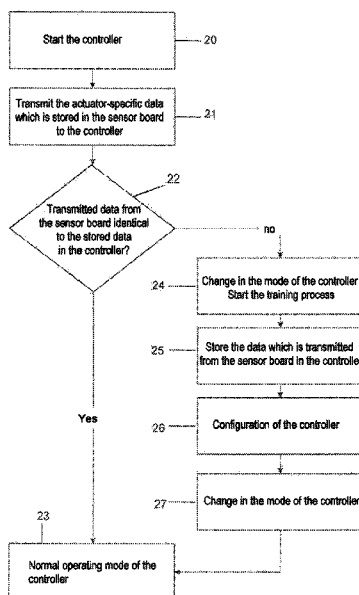 Start the controller
20
Transmit the actuator-specific data
which is stored in the sensor board
to the controller
21
22
Transmitted data from
the sensor board identical
to the stored data
in the controller?
no
24
Change in the mode of the controller
Start the training process
25
Store the data which is transmitted
from the sensor board in the controlle
Yes
26
Configuration of the controller
27
Change in the mode of the controller
23
Normal operating mode of the
controller